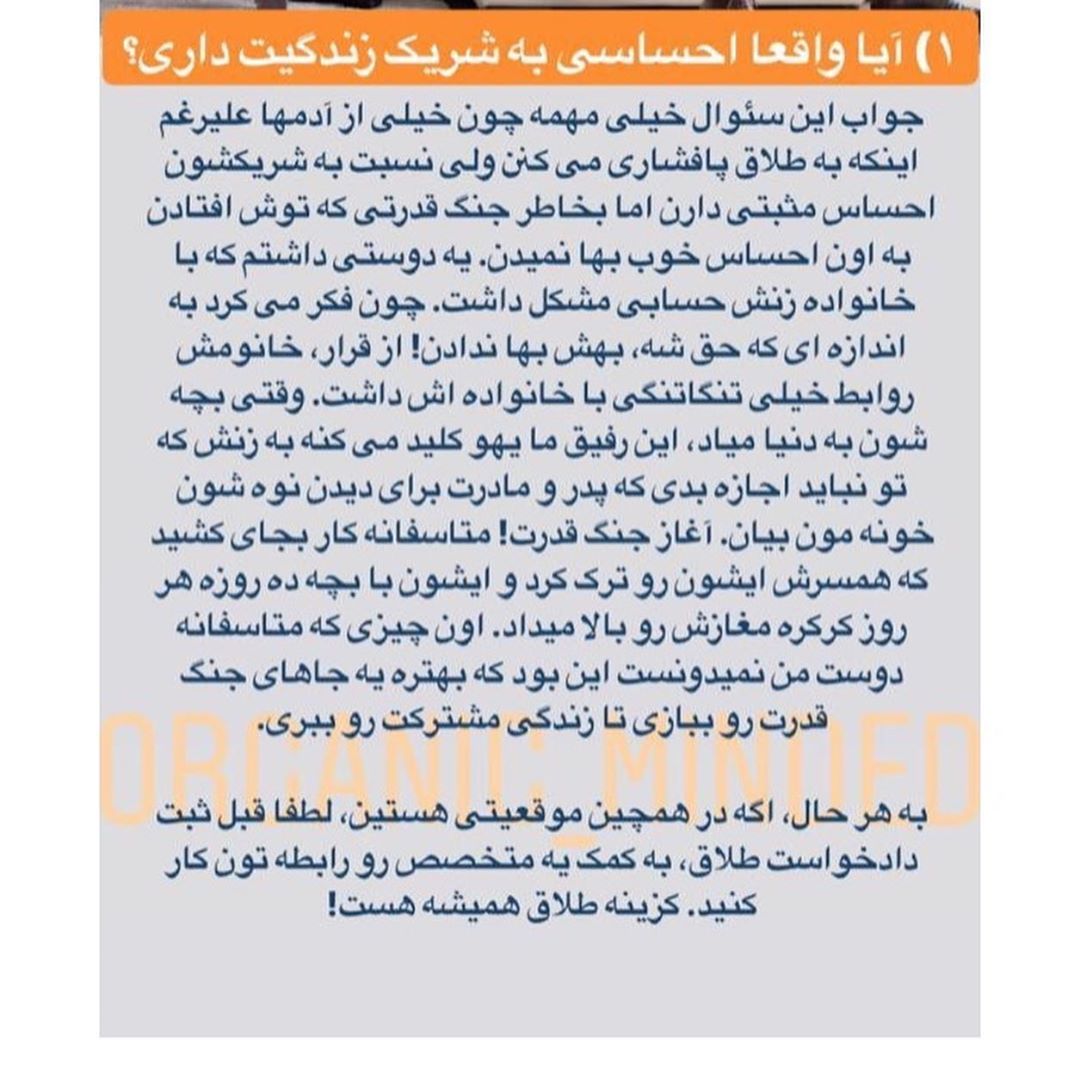 ۱) آیا واقعا احساسی به شریک زندگیت داری؟
جواب این سئوال خیلی مهمه چون خیلی از آدمها علیرغم
اینکه به طلاق پافشاری می کنن ولی نسبت به شریکشون
احساس مثبتی دارن اما بخاطر جنگ قدرتی که توش افتادن
به اون احساس خوب بها نمیدن. یه دوستی داشتم که با
خانواده زنش حسابی مشکل داشت. چون فکر می کرد به
اندازه ای که حق شه، بهش بها ندادن! از قرار، خانومش
روابط خیلی تنگاتنگی با خانواده اش داشت. وقتی بچه
شون به دنیا میاد، این رفیق ما یهو کلید می کنه به زنش که
تو نباید اجازه بدی که پدر و مادرت برای دیدن نوه شون
خونه مون بیان. آغاز جنگ قدرت! متاسفانه کار بجای کشید
که همسرش ایشون رو ترک کرد و ایشون با بچه ده روزه هر
روز کرکره مغازش رو بالا میداد. اون چیزی که متاسفانه
دوست من نمیدونست این بود که بهتره یه جاهای جنگ
قدرت رو ببازی تا زندگی مشترکت رو ببری.
ORGANIC_MINDED
به هر حال، اگه در همچین موقعیتی هستین، لطفا قبل ثبت
دادخواست طلاق، به کمک یه متخصص رو رابطه تون کار
کنید. گزینه طلاق همیشه هست!